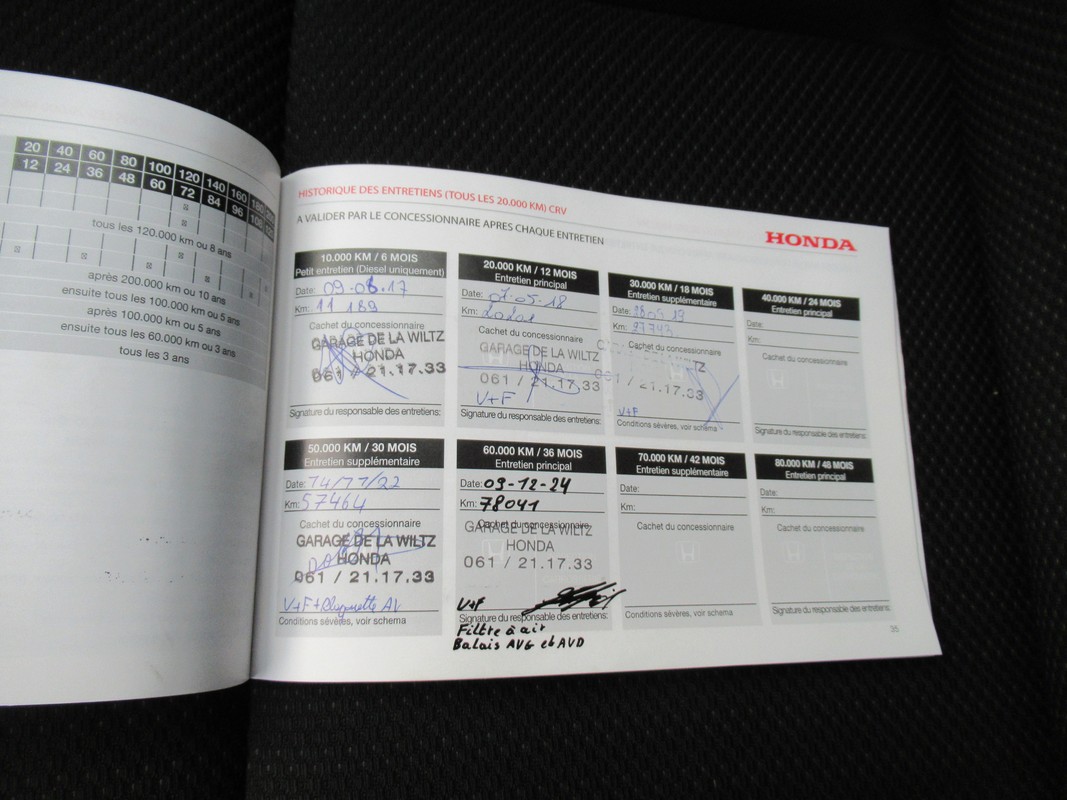 20 40 60 80 100 120 140 160
12 24 36 48 60 72 84 96
tous les 120.000 km ou 8 ans
après 200.000 km ou 10 ans
ensuite tous les 100.000 km ou 5 ans
après 100.000 km ou 5 ans
ensuite tous les 60.000 km ou 3 ans
tous les 3 ans
HISTORIQUE DES ENTRETIENS (TOUS LES 20.000 KM) CRV
A VALIDER PAR LE CONCESSIONNAIRE APRES CHAQUE ENTRETIEN
HONDA
10.000 KM / 6 MOIS
Petit entretien (Diesel uniquement)
Date: 09.08.17
Km: 11 189
Cachet du concessionnaire
GARAGE DE LA WILTZ
HONDA
061 / 21.17.33
Signature du responsable des entretiens:
20.000 KM / 12 MOIS
Entretien principal
Date: 07.05.18
Km:
Cachet du concessionnaire
GARAGE DE LA WILTZ
HONDA
061 / 21.17.33
V+F
Signature du responsable des entretiens:
30.000 KM / 18 MOIS
Entretien supplémentaire
Date:
Km: 27743
Cachet du concessionnaire
061 / 21.17.33
V+F
Conditions sévères, voir schema
40.000 KM / 24 MOIS
Date:
Km:
Cachet du concessionnaire
Signature du responsable des entretiens:
50.000 KM / 30 MOIS
Entretien supplémentaire
Date: 14/11/22
Km: 57464
Cachet du concessionnaire
GARAGE DE LA WILTZ
HONDA
061 / 21.17.33
V+F+Plaquette AV
Conditions sévères, voir schema
60.000 KM / 36 MOIS
Entretien principal
Date: 09-12-24
Km: 78041
Cachet du concessionnaire
GARAGE DE LA WILTZ
HONDA
061 / 21.17.33
V+F
Signature du responsable des entretiens:
Filtre à air
Balais AVG et AVD
70.000 KM / 42 MOIS
Entretien supplémentaire
Date:
Km:
Cachet du concessionnaire
Conditions sévères, voir schema
80.000 KM / 48 MOIS
Entretien principal
Date:
Km:
Cachet du concessionnaire
Signature du responsable des entretiens:
35